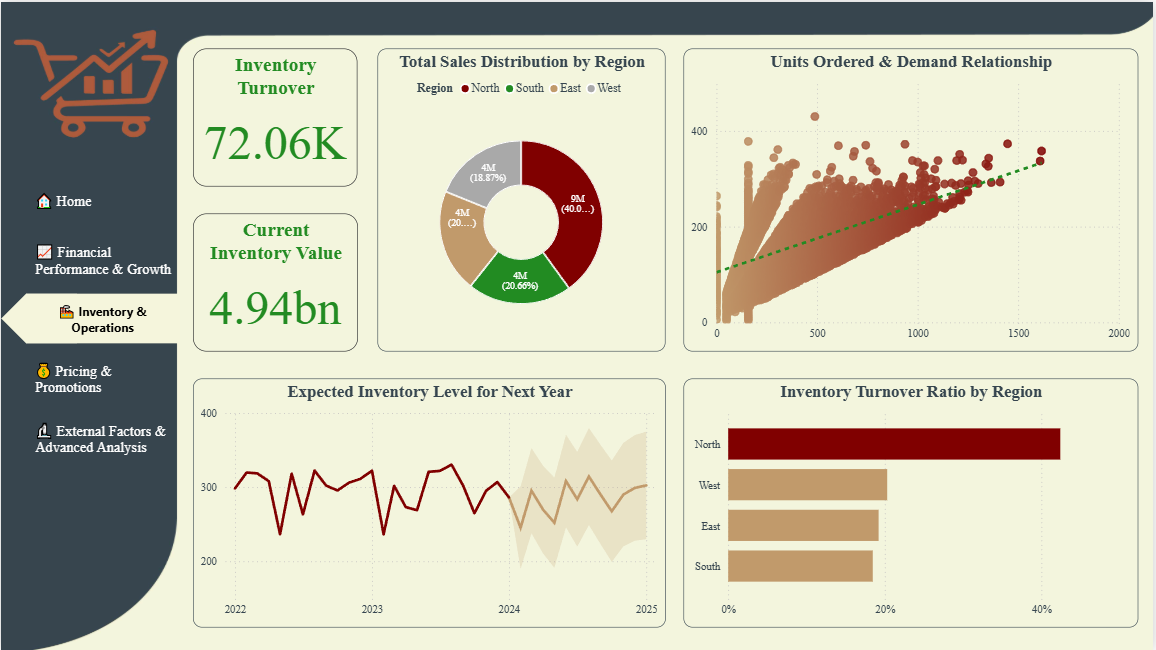 Home
Financial
Performance & Growth
Inventory &
Operations
Pricing &
Promotions
External Factors &
Advanced Analysis
Inventory
Turnover
72.06K
Current
Inventory Value
4.94bn
Total Sales Distribution by Region
Region North South East West
4M
(18.87%)
9M
(40.0...)
4M
(20....)
4M
(20.66%)
Units Ordered & Demand Relationship
400
200
0
0 500 1000 1500 2000
Expected Inventory Level for Next Year
400
300
200
2022 2023 2024 2025
Inventory Turnover Ratio by Region
North
West
East
South
0% 20% 40%